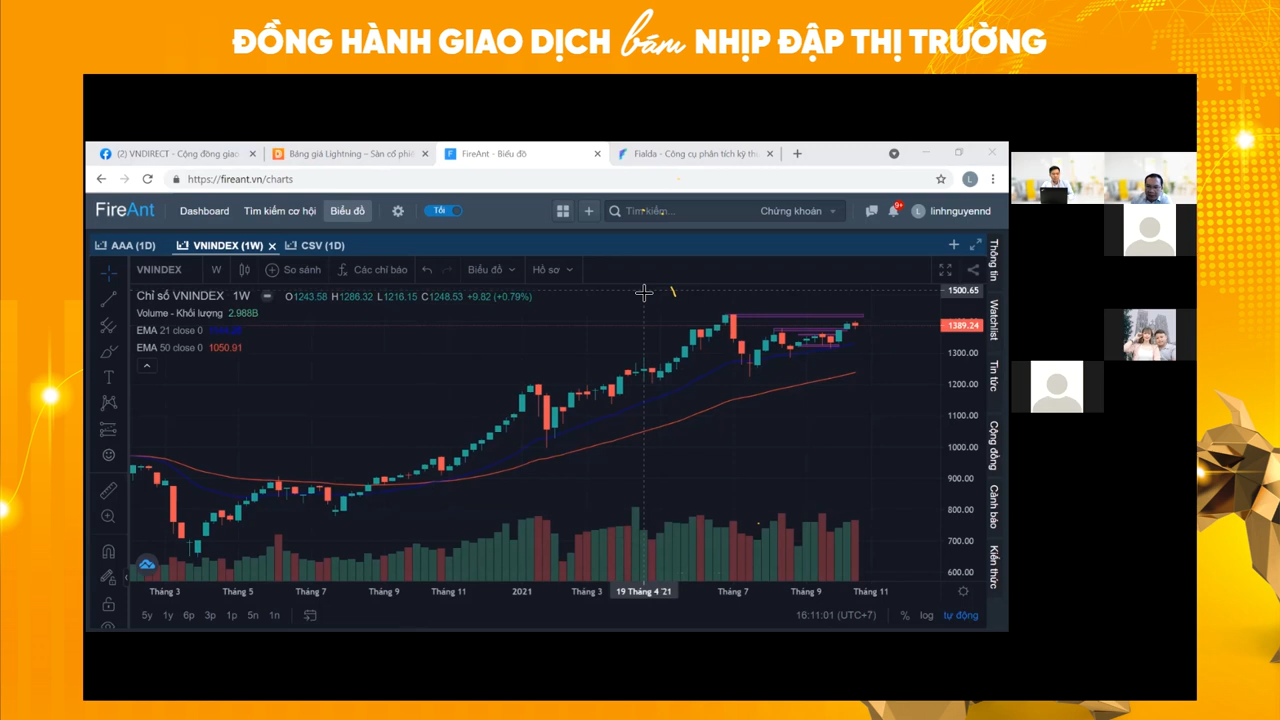 ĐỒNG HÀNH GIAO DỊCH bám NHỊP ĐẬP THỊ TRƯỜNG
(2) VNDIRECT - Cộng đồng giao
Bảng giá Lightning – Sàn cổ phiế
FireAnt - Biểu đồ
Fialda - Công cụ phân tích kỹ thu
https://fireant.vn/charts
L
FireAnt
Dashboard
Tìm kiếm cơ hội
Biểu đồ
Tối
Tìm kiếm...
Chứng khoán
9+
L
linhnguyennd
AAA (1D)
VNINDEX (1W)
CSV (1D)
VNINDEX
W
So sánh
Các chỉ báo
Biểu đồ
Hồ sơ
Chỉ số VNINDEX 1W
O1243.58 H1286.32 L1216.15 C1248.53 +9.82 (+0.79%)
Volume - Khối lượng 2.988B
EMA 21 close 0
EMA 50 close 0 1050.91
1500.65
1389.24
1300.00
1200.00
1100.00
1000.00
900.00
800.00
700.00
600.00
Tháng 3
Tháng 5
Tháng 7
Tháng 9
Tháng 11
2021
Tháng 3
19 Tháng 4 '21
Tháng 7
Tháng 9
Tháng 11
5y 1y 6p 3p 1p 5n 1n
16:11:01 (UTC+7)
% log tự động
Thông tin
Watchlist
Tin tức
Cộng đồng
Cảnh báo
Kiến thức